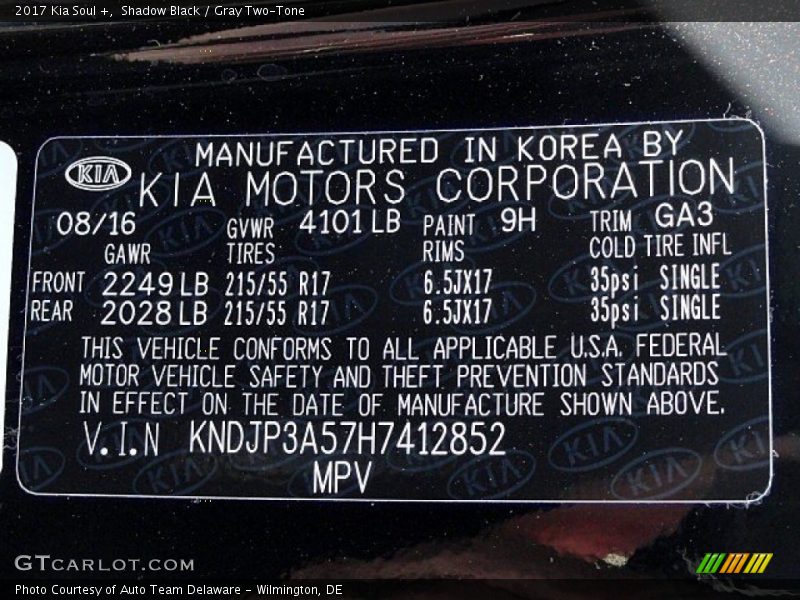 2017 Kia Soul +,  Shadow Black / Gray Two-Tone
MANUFACTURED IN KOREA BY
KIA KIA MOTORS CORPORATION
08/16 GVWR 4101 LB PAINT 9H TRIM GA3
GAWR TIRES RIMS COLD TIRE INFL
FRONT 2249 LB 215/55 R17 6.5JX17 35psi SINGLE
REAR 2028 LB 215/55 R17 6.5JX17 35psi SINGLE
THIS VEHICLE CONFORMS TO ALL APPLICABLE U.S.A. FEDERAL
MOTOR VEHICLE SAFETY AND THEFT PREVENTION STANDARDS
IN EFFECT ON THE DATE OF MANUFACTURE SHOWN ABOVE.
V.I.N KNDJP3A57H7412852
MPV
GTCARLOT.COM
Photo Courtesy of Auto Team Delaware - Wilmington, DE